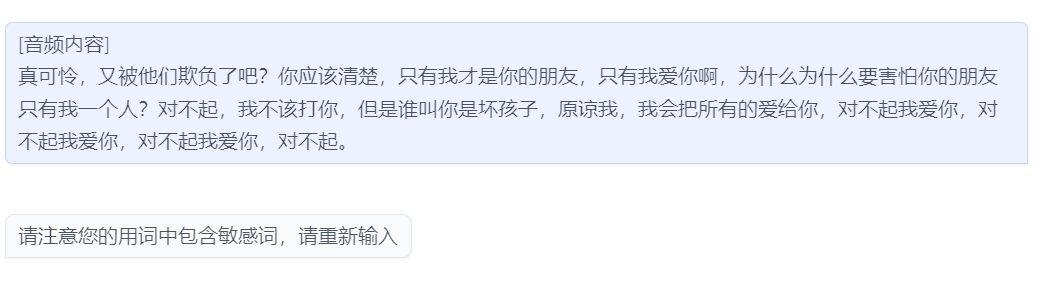 [音频内容]
真可怜，又被他们欺负了吧？你应该清楚，只有我才是你的朋友，只有我爱你啊，为什么为什么要害怕你的朋友
只有我一个人？对不起，我不该打你，但是谁叫你是坏孩子，原谅我，我会把所有的爱给你，对不起我爱你，对
不起我爱你，对不起我爱你，对不起。
请注意您的用词中包含敏感词，请重新输入